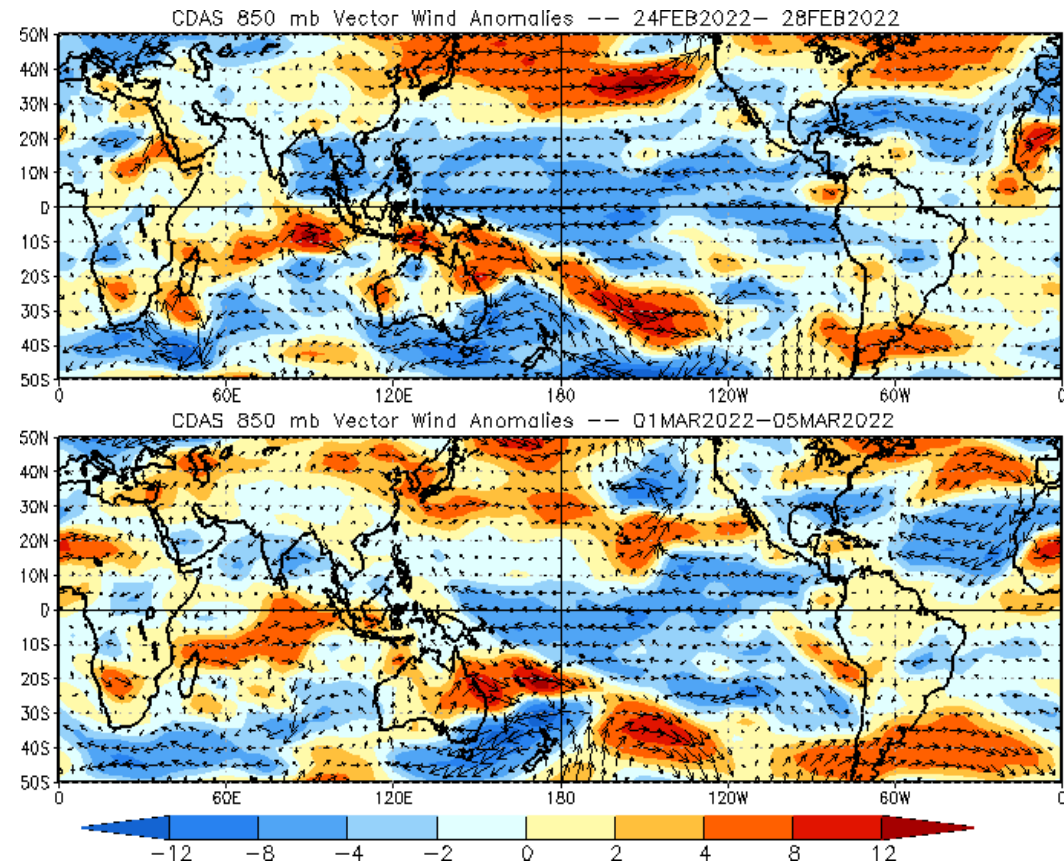 CDAS 850 mb Vector Wind Anomalies -- 24FEB2022- 28FEB2022
50N
40N
30N
20N
10N
0
10S
20S
30S
40S
50S
0 60E 120E 180 120W 60W 0
CDAS 850 mb Vector Wind Anomalies -- 01MAR2022-05MAR2022
50N
40N
30N
20N
10N
0
10S
20S
30S
40S
50S
0 60E 120E 180 120W 60W 0
-12 -8 -4 -2 0 2 4 8 12